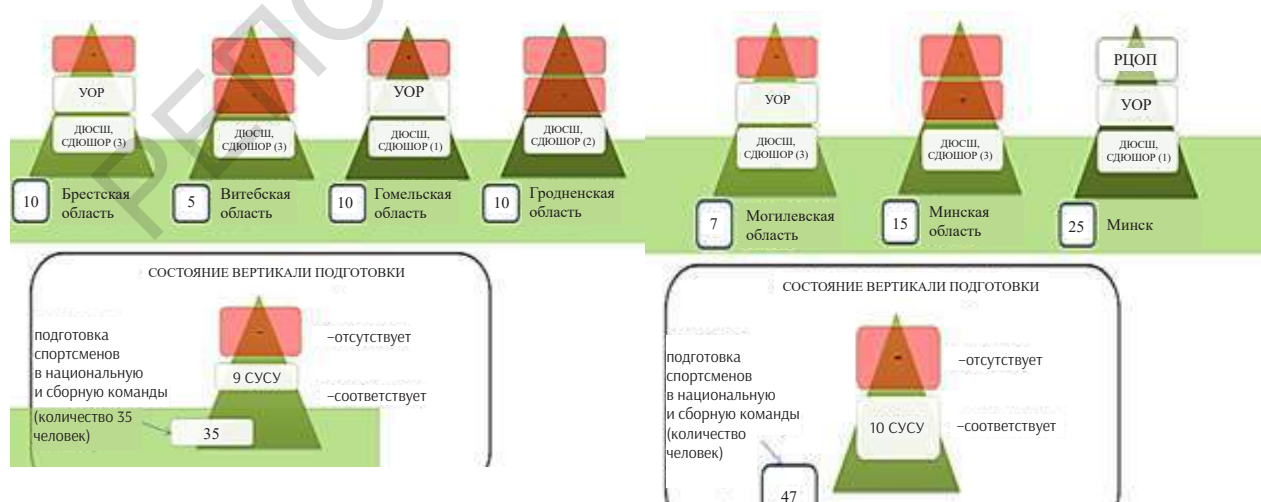 РЕПО
УОР
ДЮСШ,
СДЮШОР (3)
10
Брестская
область
ДЮСШ,
СДЮШОР (3)
5
Витебская
область
УОР
ДЮСШ,
СДЮШОР (1)
10
Гомельская
область
ДЮСШ,
СДЮШОР (2)
10
Гродненская
область
УОР
ДЮСШ,
СДЮШОР (3)
7
Могилевская
область
ДЮСШ,
СДЮШОР (3)
15
Минская
область
РЦОП
УОР
ДЮСШ,
СДЮШОР (1)
25
Минск
СОСТОЯНИЕ ВЕРТИКАЛИ ПОДГОТОВКИ
подготовка
спортсменов
в национальную
и сборную команды
(количество 35
человек)
9 СУСУ
35
–отсутствует
–соответствует
СОСТОЯНИЕ ВЕРТИКАЛИ ПОДГОТОВКИ
подготовка
спортсменов
в национальную
и сборную команды
(количество
человек)
10 СУСУ
47
–отсутствует
–соответствует